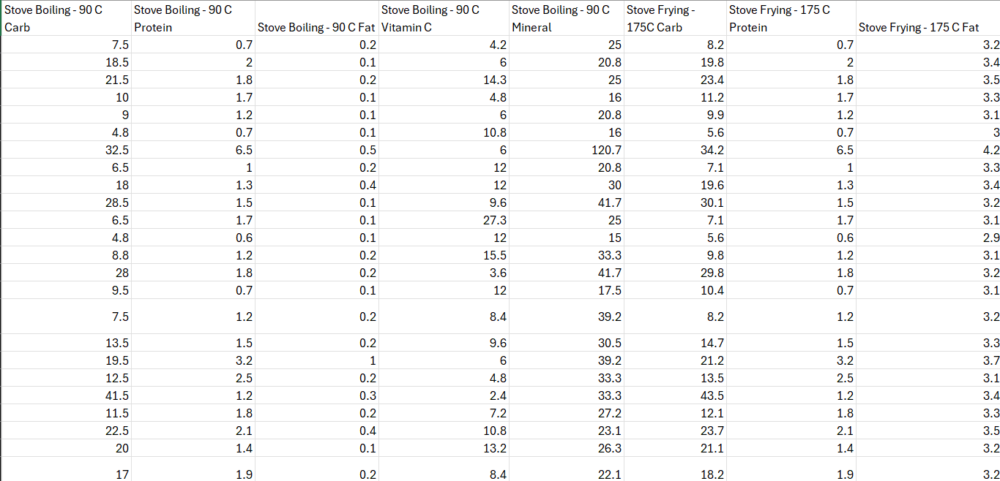 Stove Boiling - 90 C Carb	Stove Boiling - 90 C Protein	Stove Boiling - 90 C Fat	Stove Boiling - 90 C Vitamin C	Stove Boiling - 90 C Mineral	Stove Frying - 175C Carb	Stove Frying - 175 C Protein	Stove Frying - 175 C Fat
7.5	0.7	0.2	4.2	25	8.2	0.7	3.2
18.5	2	0.1	6	20.8	19.8	2	3.4
21.5	1.8	0.2	14.3	25	23.4	1.8	3.5
10	1.7	0.1	4.8	16	11.2	1.7	3.3
9	1.2	0.1	6	20.8	9.9	1.2	3.1
4.8	0.7	0.1	10.8	16	5.6	0.7	3
32.5	6.5	0.5	6	120.7	34.2	6.5	4.2
6.5	1	0.2	12	20.8	7.1	1	3.3
18	1.3	0.4	12	30	19.6	1.3	3.4
28.5	1.5	0.1	9.6	41.7	30.1	1.5	3.2
6.5	1.7	0.1	27.3	25	7.1	1.7	3.1
4.8	0.6	0.1	12	15	5.6	0.6	2.9
8.8	1.2	0.2	15.5	33.3	9.8	1.2	3.1
28	1.8	0.2	3.6	41.7	29.8	1.8	3.2
9.5	0.7	0.1	12	17.5	10.4	0.7	3.1
7.5	1.2	0.2	8.4	39.2	8.2	1.2	3.2
13.5	1.5	0.2	9.6	30.5	14.7	1.5	3.3
19.5	3.2	1	6	39.2	21.2	3.2	3.7
12.5	2.5	0.2	4.8	33.3	13.5	2.5	3.1
41.5	1.2	0.3	2.4	33.3	43.5	1.2	3.4
11.5	1.8	0.2	7.2	27.2	12.1	1.8	3.3
22.5	2.1	0.4	10.8	23.1	23.7	2.1	3.5
20	1.4	0.1	13.2	26.3	21.1	1.4	3.2
17	1.9	0.2	8.4	22.1	18.2	1.9	3.2